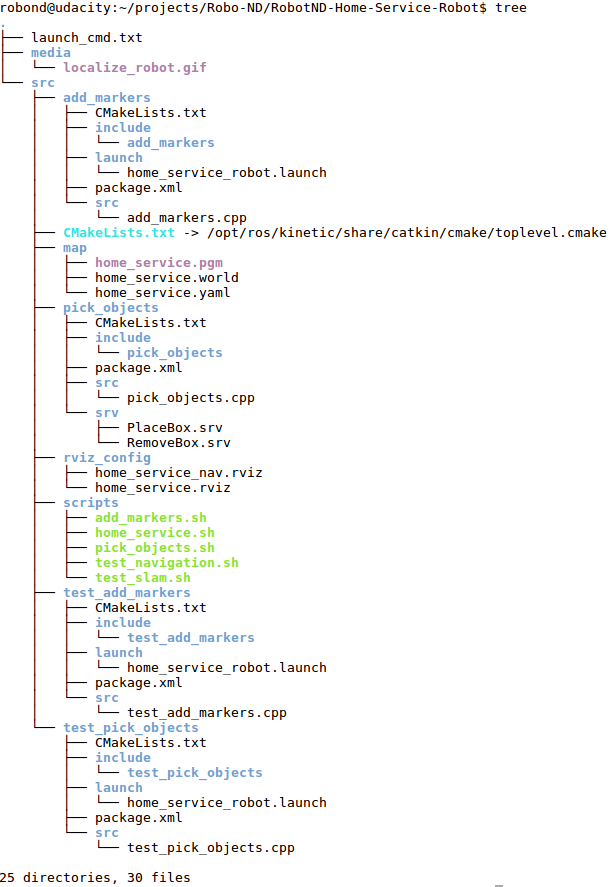 robond@udacity:~/projects/Robo-ND/RobotND-Home-Service-Robot$ tree
.
├── launch_cmd.txt
├── media
│   └── localize_robot.gif
└── src
    ├── add_markers
    │   ├── CMakeLists.txt
    │   ├── include
    │   │   └── add_markers
    │   ├── launch
    │   │   └── home_service_robot.launch
    │   ├── package.xml
    │   └── src
    │       └── add_markers.cpp
    ├── CMakeLists.txt -> /opt/ros/kinetic/share/catkin/cmake/toplevel.cmake
    ├── map
    │   ├── home_service.pgm
    │   ├── home_service.world
    │   └── home_service.yaml
    ├── pick_objects
    │   ├── CMakeLists.txt
    │   ├── include
    │   │   └── pick_objects
    │   ├── package.xml
    │   ├── src
    │   │   └── pick_objects.cpp
    │   └── srv
    │       ├── PlaceBox.srv
    │       └── RemoveBox.srv
    ├── rviz_config
    │   ├── home_service_nav.rviz
    │   └── home_service.rviz
    ├── scripts
    │   ├── add_markers.sh
    │   ├── home_service.sh
    │   ├── pick_objects.sh
    │   ├── test_navigation.sh
    │   └── test_slam.sh
    ├── test_add_markers
    │   ├── CMakeLists.txt
    │   ├── include
    │   │   └── test_add_markers
    │   ├── launch
    │   │   └── home_service_robot.launch
    │   ├── package.xml
    │   └── src
    │       └── test_add_markers.cpp
    └── test_pick_objects
        ├── CMakeLists.txt
        ├── include
        │   └── test_pick_objects
        ├── launch
        │   └── home_service_robot.launch
        ├── package.xml
        └── src
            └── test_pick_objects.cpp

25 directories, 30 files